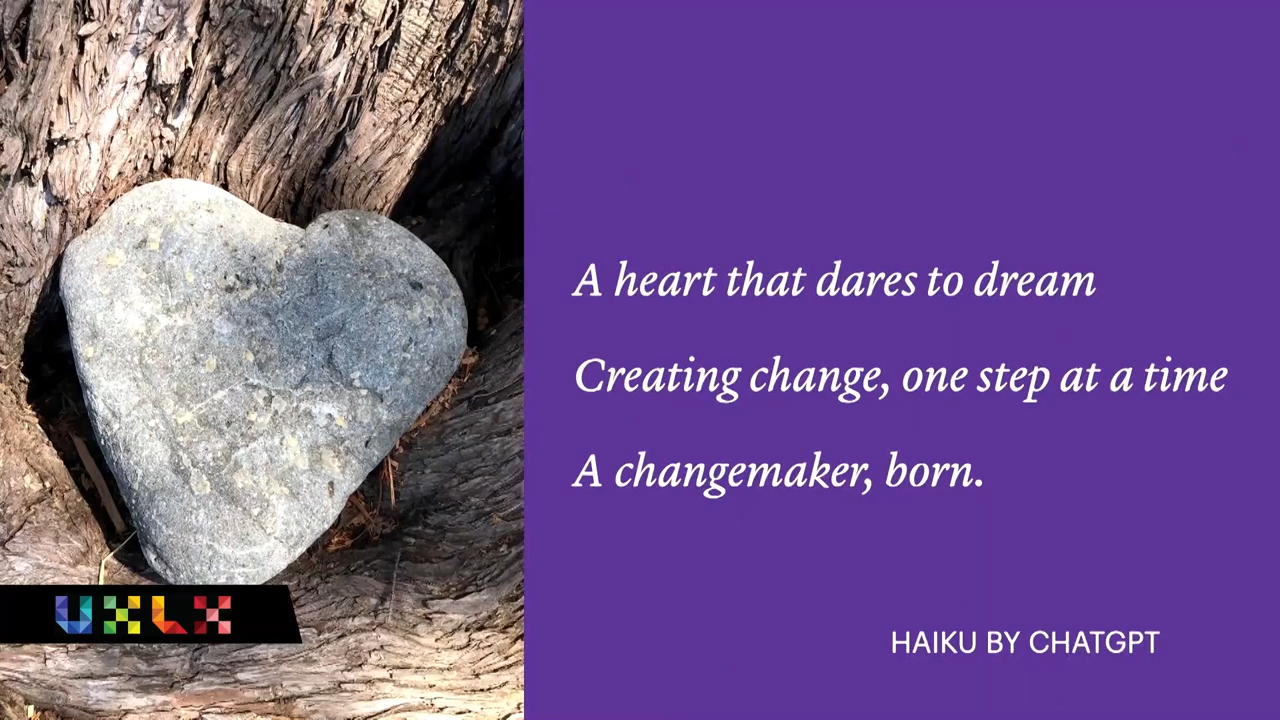 A heart that dares to dream
Creating change, one step at a time
A changemaker, born.
UXLX
HAIKU BY CHATGPT